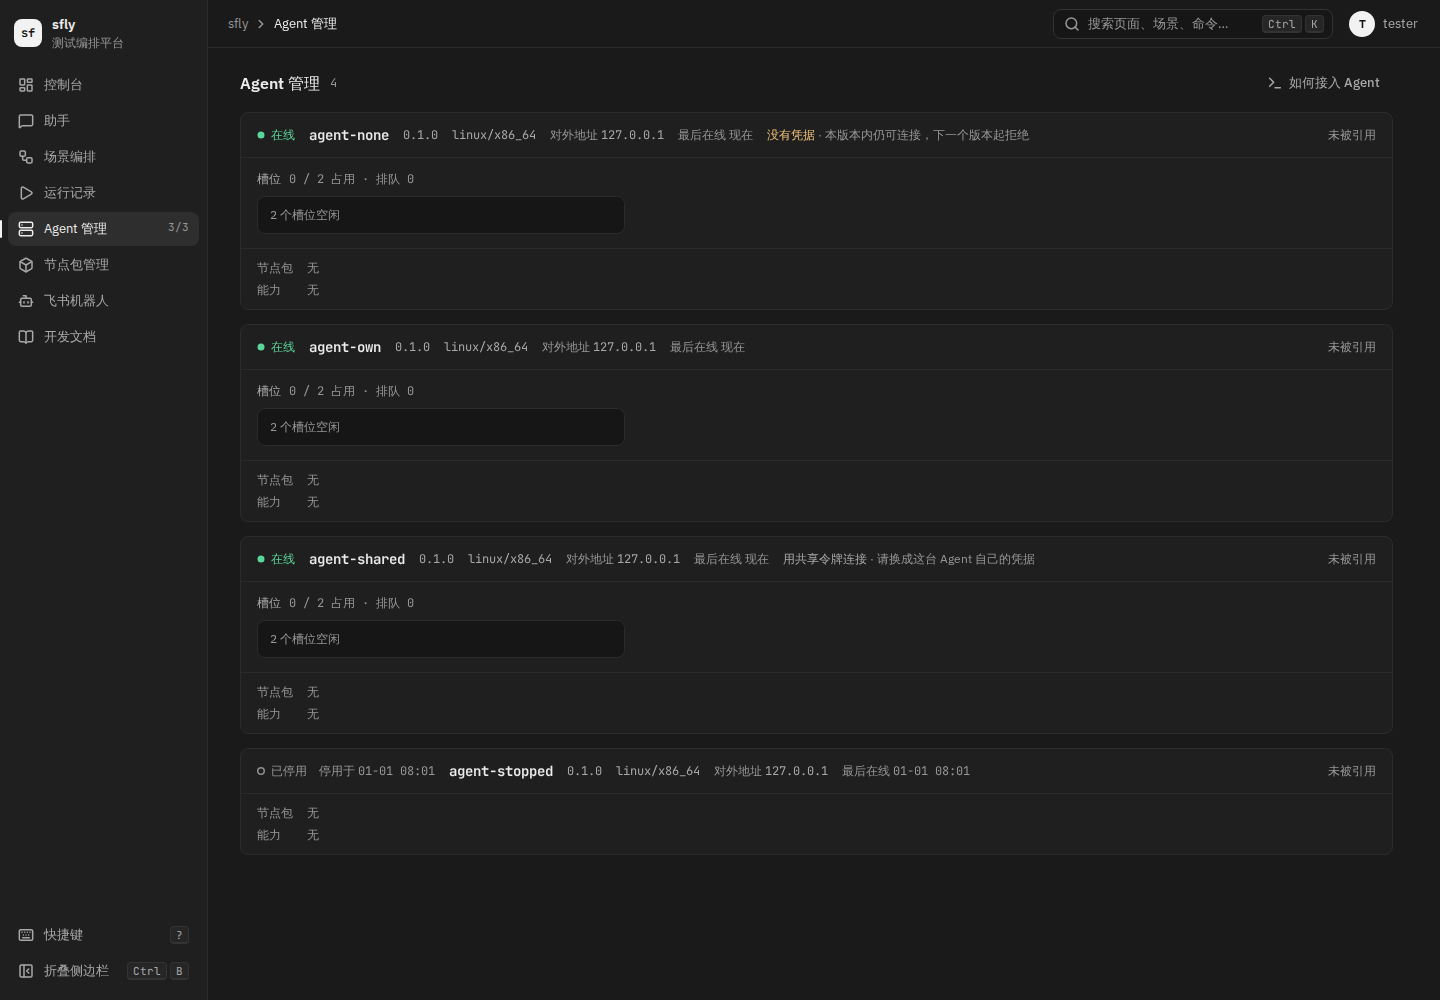 sf
sfly
测试编排平台
控制台
助手
场景编排
运行记录
Agent 管理 3/3
节点包管理
飞书机器人
开发文档
快捷键 ?
折叠侧边栏 Ctrl B
sfly > Agent 管理
搜索页面、场景、命令... Ctrl K
T tester
Agent 管理 4
如何接入 Agent
在线 agent-none 0.1.0 linux/x86_64 对外地址 127.0.0.1 最后在线 现在 没有凭据 · 本版本内仍可连接，下一个版本起拒绝 未被引用
槽位 0 / 2 占用 · 排队 0
2 个槽位空闲
节点包 无
能力 无
在线 agent-own 0.1.0 linux/x86_64 对外地址 127.0.0.1 最后在线 现在 未被引用
槽位 0 / 2 占用 · 排队 0
2 个槽位空闲
节点包 无
能力 无
在线 agent-shared 0.1.0 linux/x86_64 对外地址 127.0.0.1 最后在线 现在 用共享令牌连接 · 请换成这台 Agent 自己的凭据 未被引用
槽位 0 / 2 占用 · 排队 0
2 个槽位空闲
节点包 无
能力 无
已停用 停用于 01-01 08:01 agent-stopped 0.1.0 linux/x86_64 对外地址 127.0.0.1 最后在线 01-01 08:01 未被引用
节点包 无
能力 无